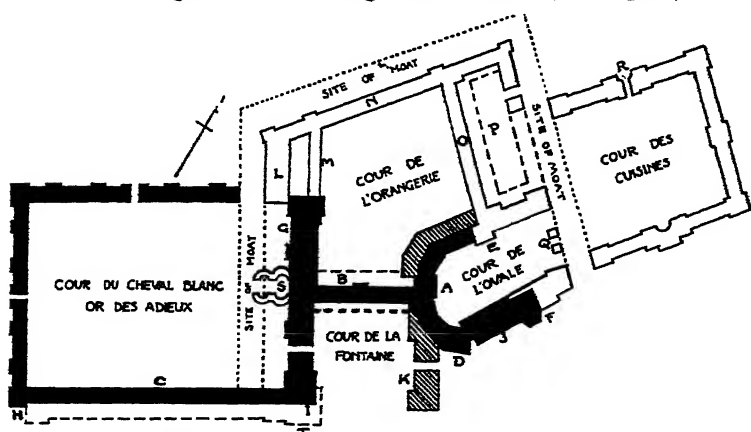 SITE OF MOAT
R
N
P
SITE OF MOAT
M
O
L
COUR DE
L'ORANGERIE
COUR DES
CUISINES
G
E
Q
COUR DU CHEVAL BLANC
OR DES ADIEUX
SITE OF MOAT
S
B
A
COUR DE
L'OVALE
COUR DE LA
FONTAINE
F
J
D
K
C
H
I
T